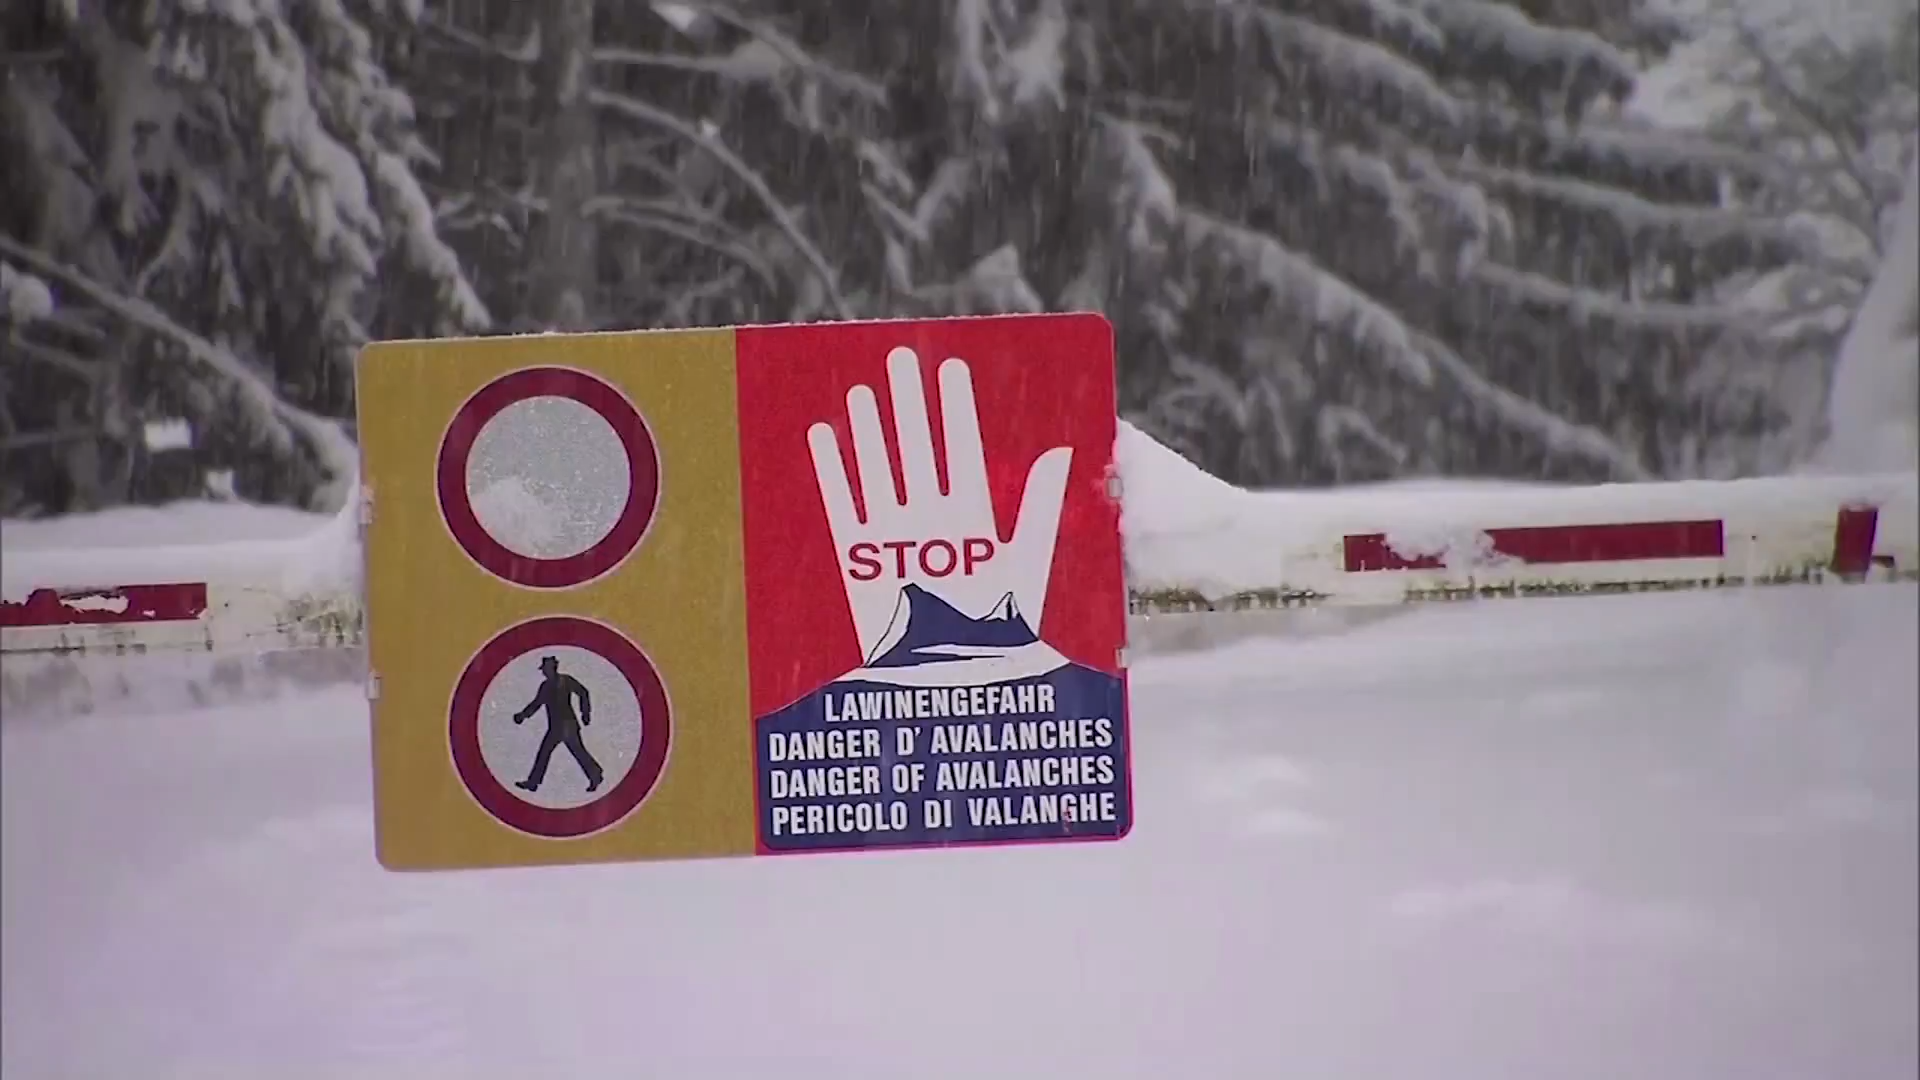 STOP
LAWINENGEFAHR
DANGER D' AVALANCHES
DANGER OF AVALANCHES
PERICOLO DI VALANGHE